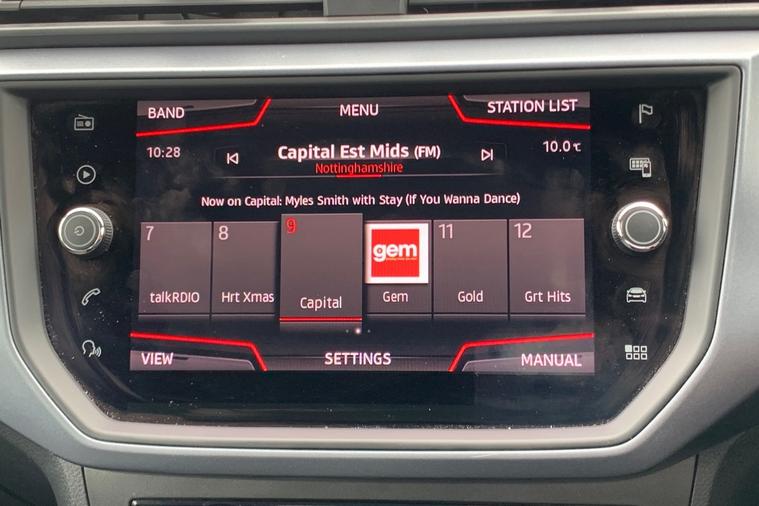 BAND MENU STATION LIST
10:28 Capital Est Mids (FM) 10.0℃
Nottinghamshire
Now on Capital: Myles Smith with Stay (If You Wanna Dance)
7 8 9 gem 11 12
talkRDIO Hrt Xmas Capital Gem Gold Grt Hits
VIEW SETTINGS MANUAL